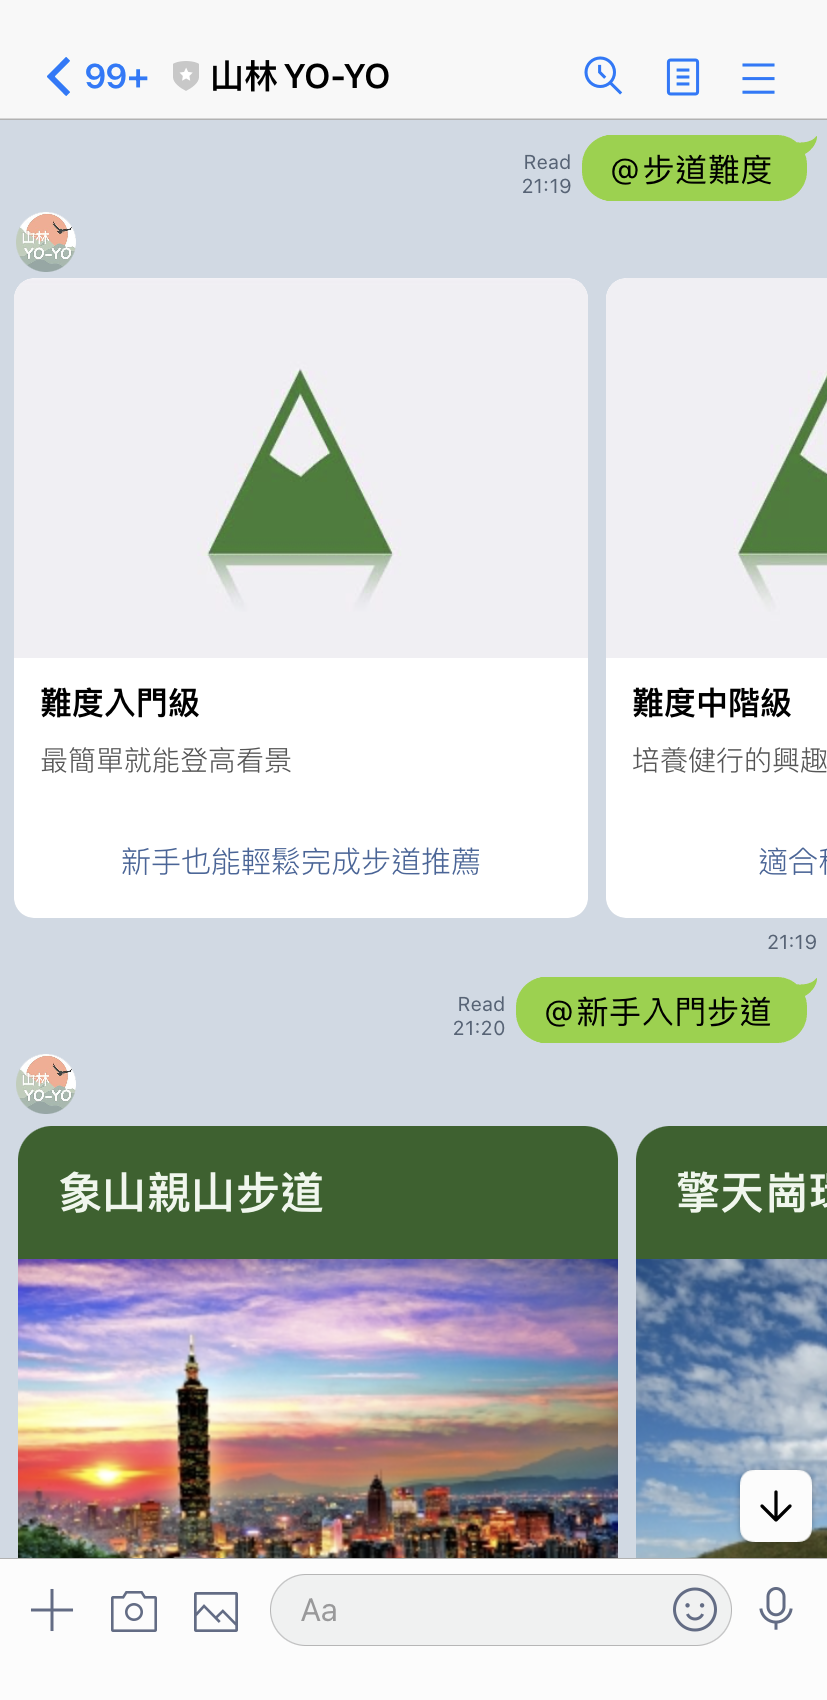 99+ 山林 YO-YO
Read
21:19
@步道難度
山林
YO-YO
難度入門級
最簡單就能登高看景
新手也能輕鬆完成步道推薦
難度中階級
培養健行的興趣
適合
21:19
Read
21:20
@新手入門步道
山林
YO-YO
象山親山步道
擎天崗
Aa